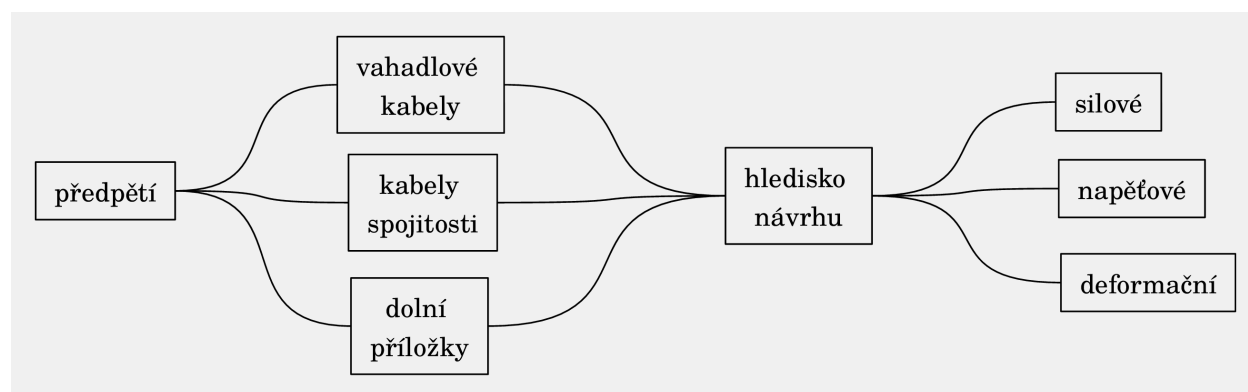 předpětí
vahadlové
kabely
kabely
spojitosti
dolní
příložky
hledisko
návrhu
silové
napěťové
deformační